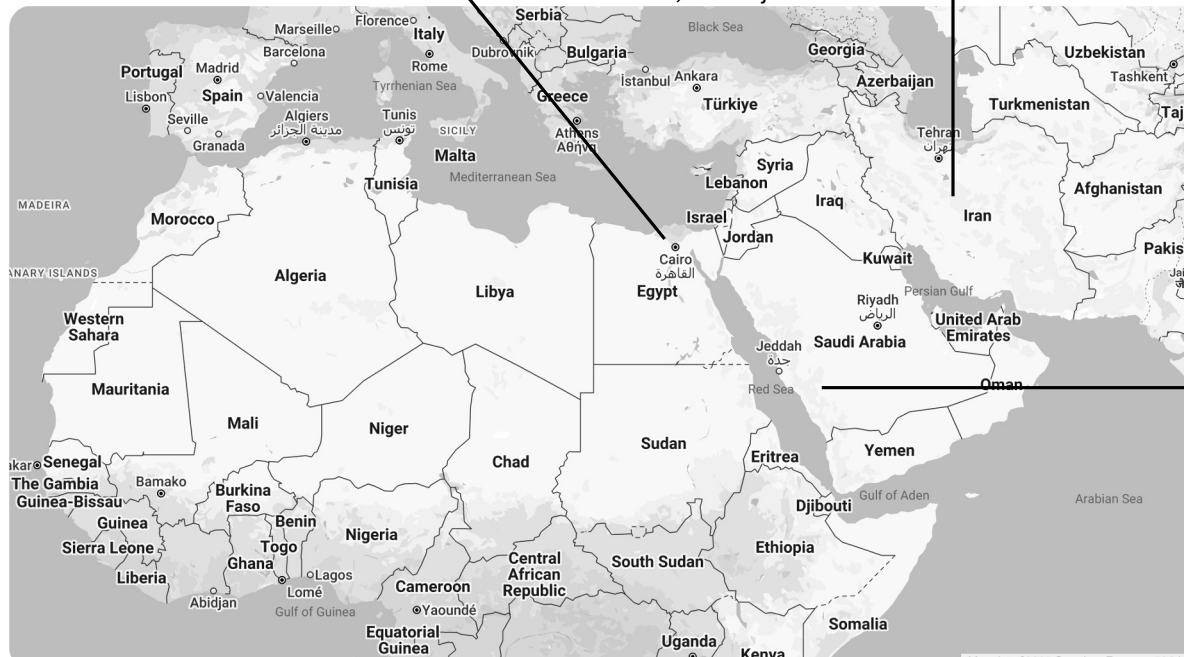 Serbia
Florence
Marseille
Italy
Black Sea
Dubrovnik
Bulgaria
Georgia
Uzbekistan
Barcelona
Rome
Portugal
Madrid
İstanbul
Ankara
Azerbaijan
Tashkent
Tyrrhenian Sea
Lisbon
Spain
Valencia
Greece
Türkiye
Turkmenistan
Taj
Seville
Algiers
مدينة الجزائر
Tunis
تونس
SICILY
Athens
Αθήνα
Tehran
تهران
Granada
Malta
Syria
Mediterranean Sea
Lebanon
Tunisia
Afghanistan
MADEIRA
Morocco
Iraq
Israel
Iran
Jordan
Pakis
Kuwait
Cairo
القاهرة
ANARY ISLANDS
Algeria
Libya
Egypt
Persian Gulf
Riyadh
الرياض
Western
Sahara
United Arab
Emirates
Jeddah
جدة
Saudi Arabia
Mauritania
Red Sea
Oman
Mali
Niger
Sudan
Yemen
akar
Senegal
Chad
Eritrea
The Gambia
Bamako
Guinea-Bissau
Burkina
Faso
Gulf of Aden
Arabian Sea
Djibouti
Guinea
Benin
Nigeria
Sierra Leone
Togo
Ethiopia
Ghana
Central
African
Republic
South Sudan
Liberia
Lagos
Lomé
Cameroon
Abidjan
Gulf of Guinea
Yaoundé
Somalia
Equatorial
Guinea
Uganda
Kenya